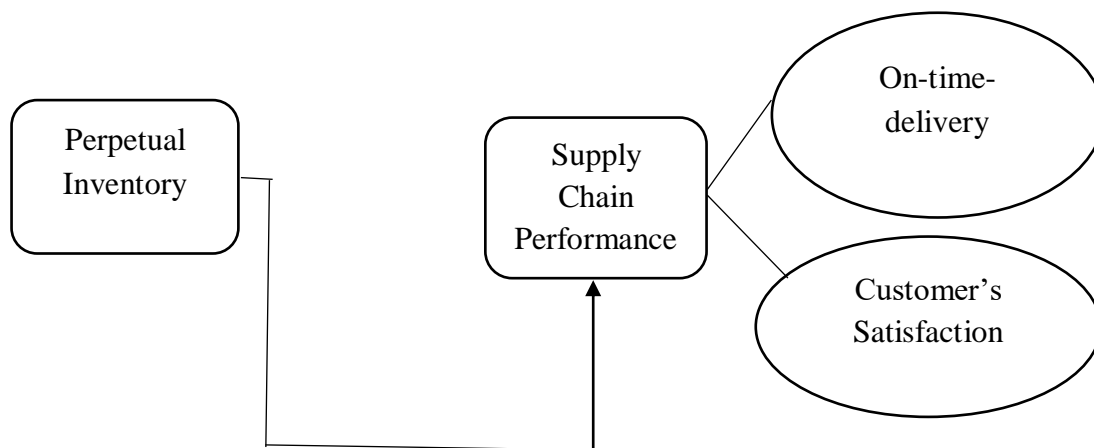 Perpetual
Inventory
Supply
Chain
Performance
On-time-
delivery
Customer’s
Satisfaction